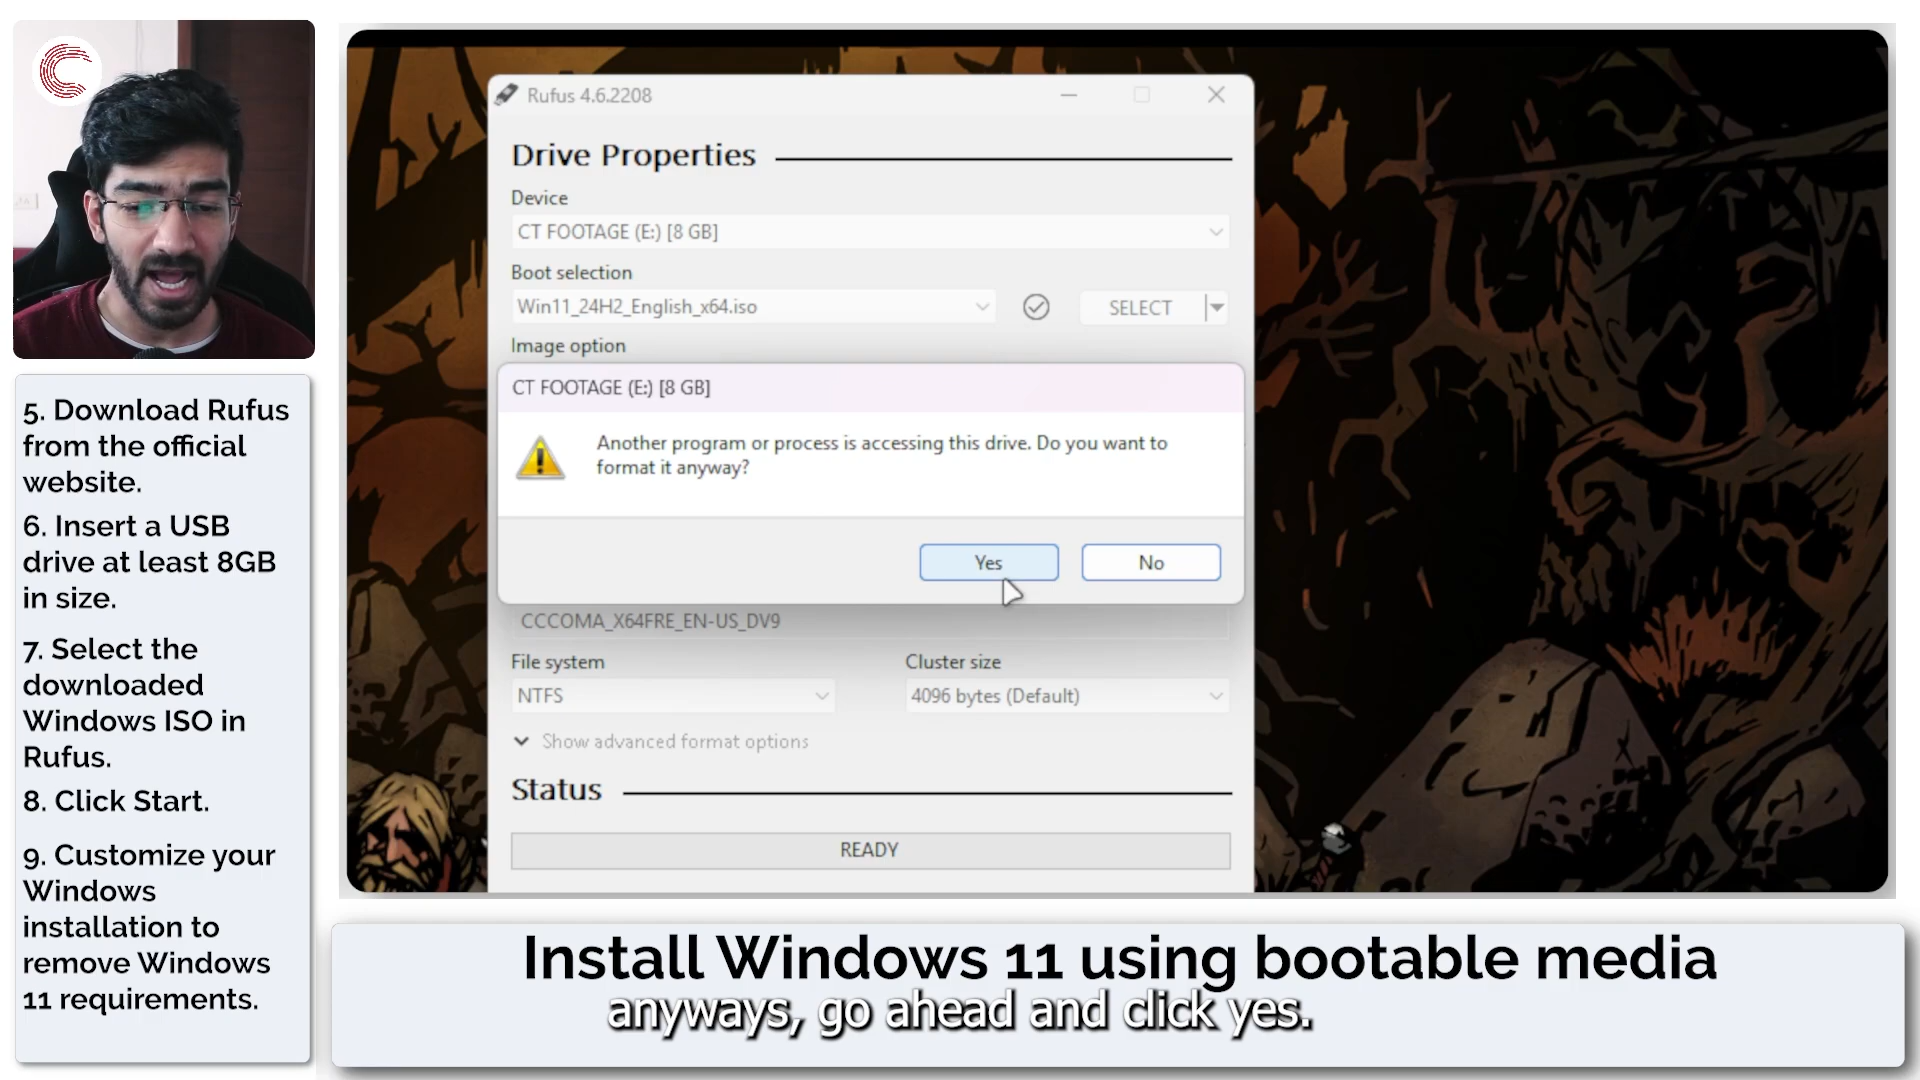 5. Download Rufus
from the official
website.
6. Insert a USB
drive at least 8GB
in size.
7. Select the
downloaded
Windows ISO in
Rufus.
8. Click Start.
9. Customize your
Windows
installation to
remove Windows
11 requirements.
Rufus 4.6.2208
Drive Properties
Device
CT FOOTAGE (E:) [8 GB]
Boot selection
Win11_24H2_English_x64.iso
SELECT
Image option
CT FOOTAGE (E:) [8 GB]
Another program or process is accessing this drive. Do you want to
format it anyway?
Yes No
CCCOMA_X64FRE_EN-US_DV9
File system Cluster size
NTFS 4096 bytes (Default)
Show advanced format options
Status
READY
Install Windows 11 using bootable media
anyways, go ahead and click yes.